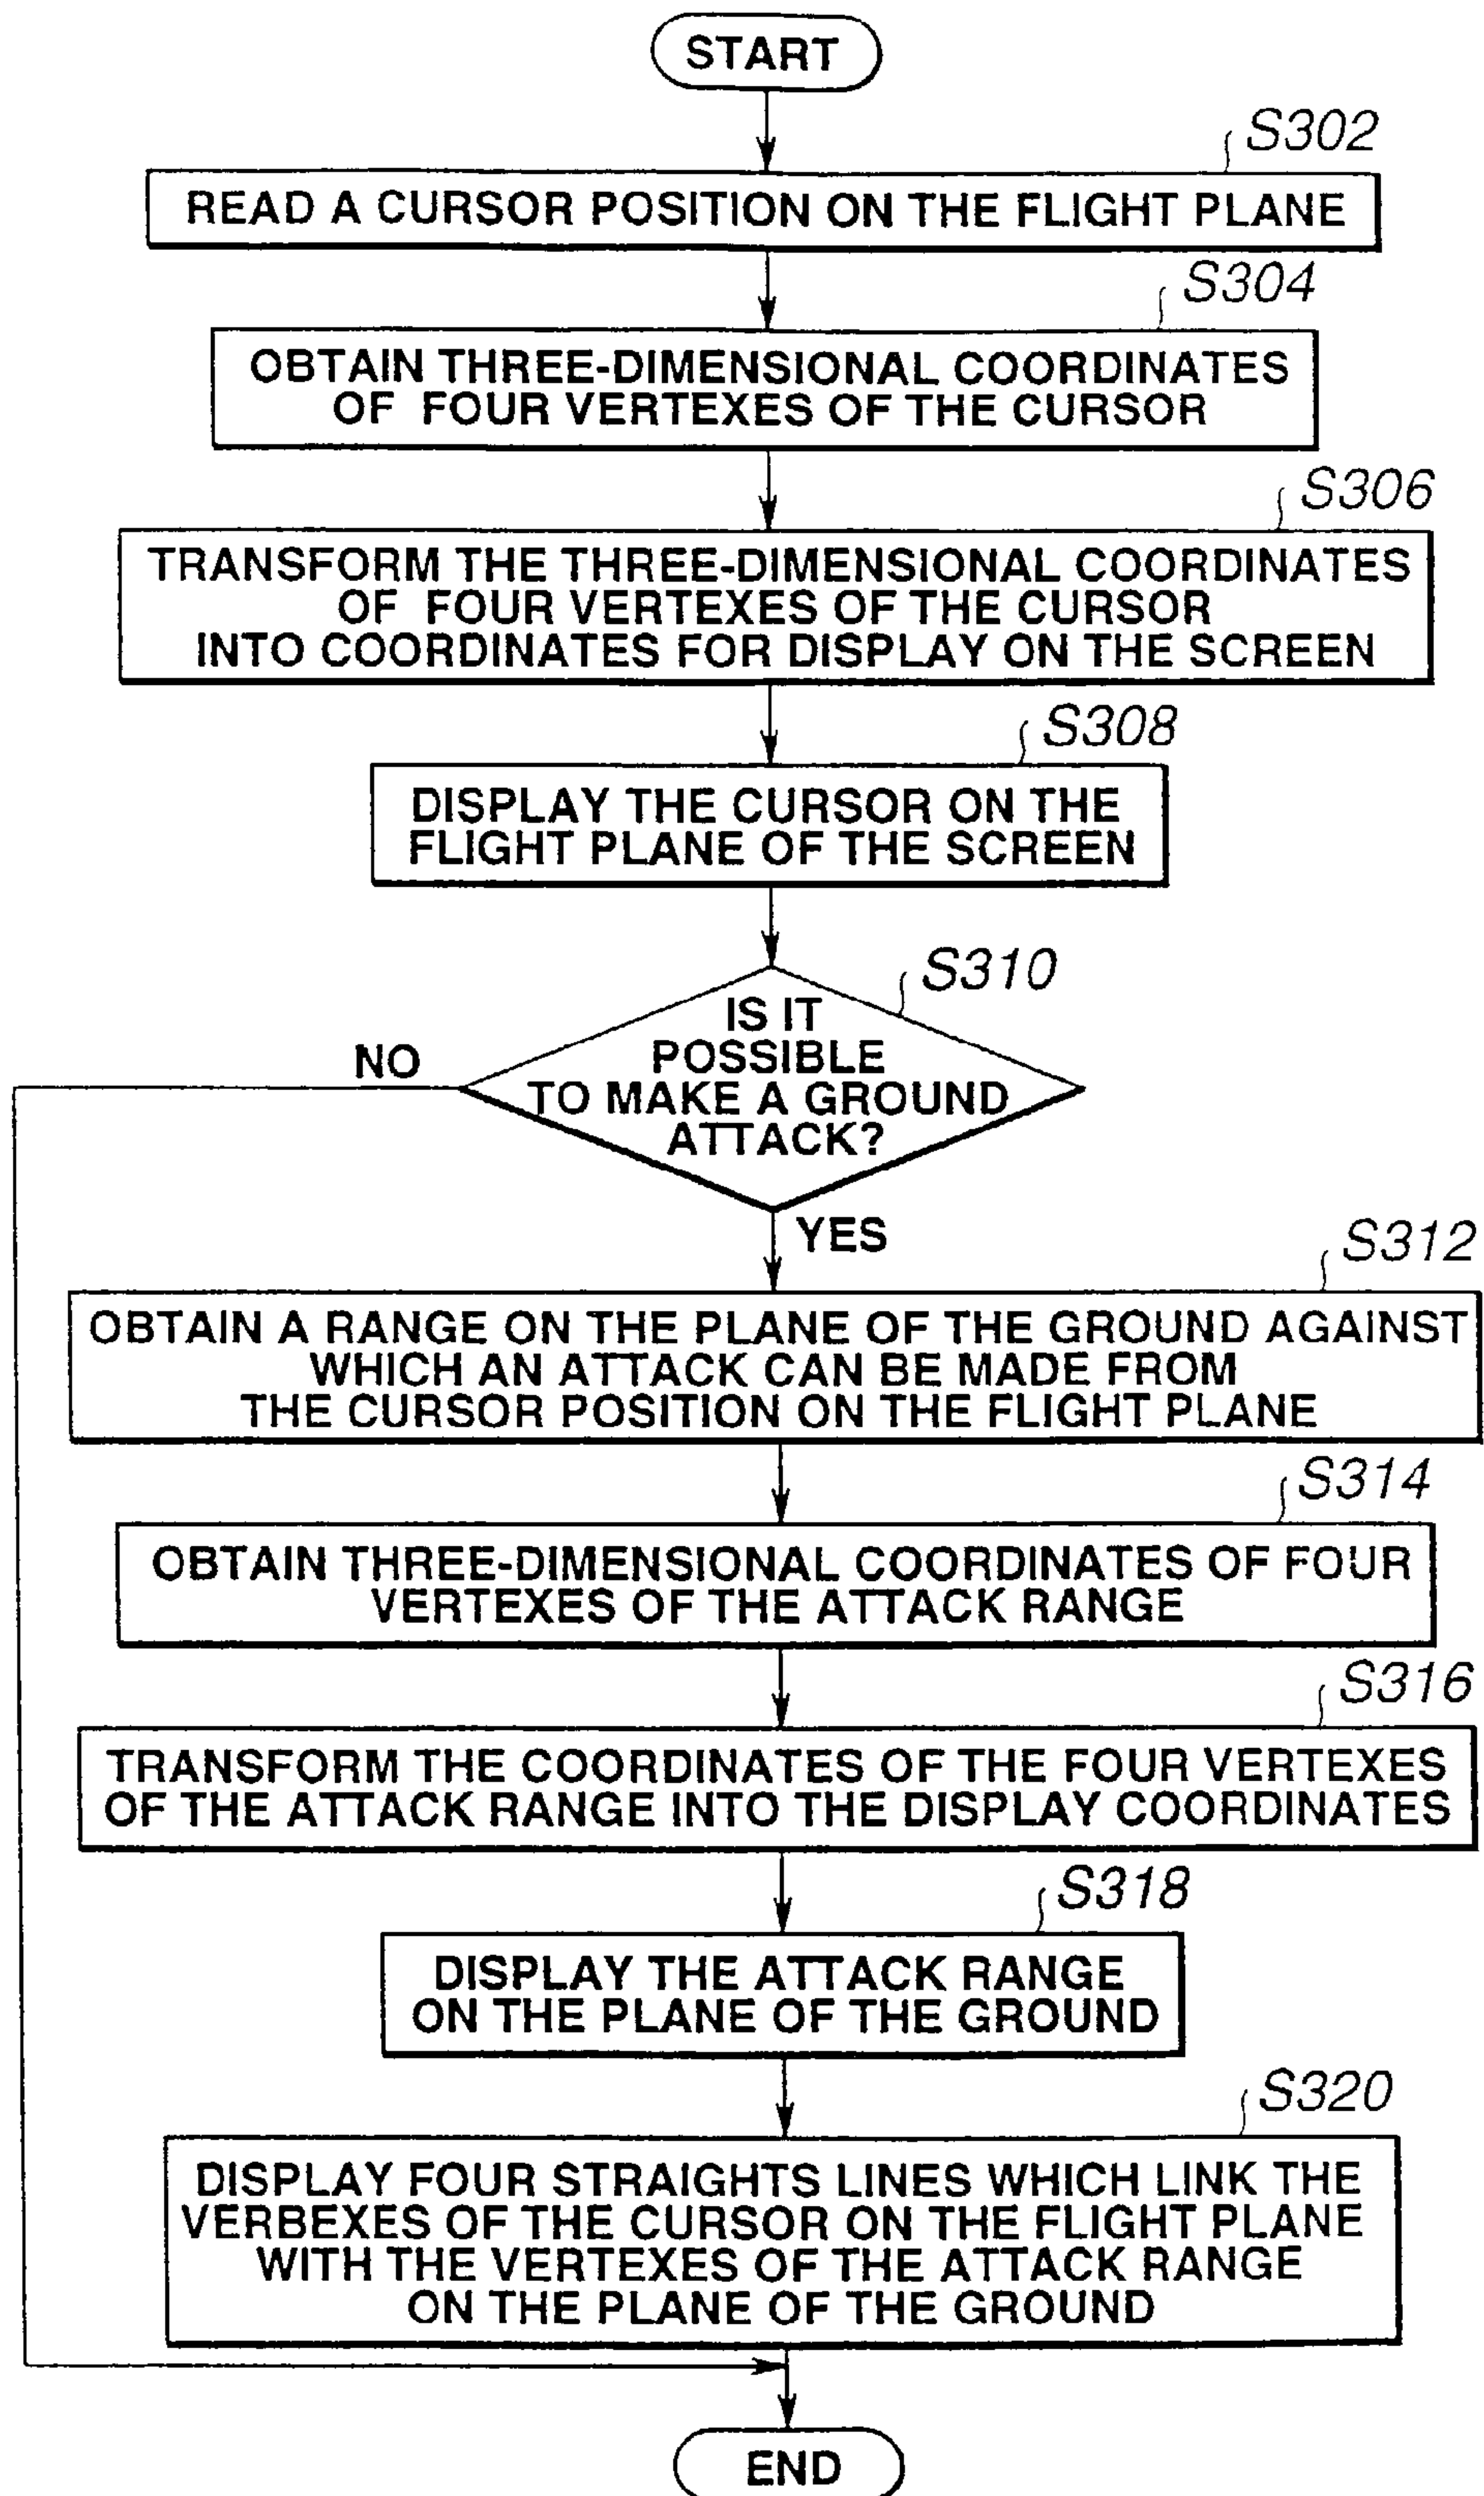 START
S302
READ A CURSOR POSITION ON THE FLIGHT PLANE
S304
OBTAIN THREE-DIMENSIONAL COORDINATES
OF FOUR VERTEXES OF THE CURSOR
S306
TRANSFORM THE THREE-DIMENSIONAL COORDINATES
OF FOUR VERTEXES OF THE CURSOR
INTO COORDINATES FOR DISPLAY ON THE SCREEN
S308
DISPLAY THE CURSOR ON THE
FLIGHT PLANE OF THE SCREEN
S310
IS IT
POSSIBLE
TO MAKE A GROUND
ATTACK?
NO
YES
S312
OBTAIN A RANGE ON THE PLANE OF THE GROUND AGAINST
WHICH AN ATTACK CAN BE MADE FROM
THE CURSOR POSITION ON THE FLIGHT PLANE
S314
OBTAIN THREE-DIMENSIONAL COORDINATES OF FOUR
VERTEXES OF THE ATTACK RANGE
S316
TRANSFORM THE COORDINATES OF THE FOUR VERTEXES
OF THE ATTACK RANGE INTO THE DISPLAY COORDINATES
S318
DISPLAY THE ATTACK RANGE
ON THE PLANE OF THE GROUND
S320
DISPLAY FOUR STRAIGHTS LINES WHICH LINK THE
VERBEXES OF THE CURSOR ON THE FLIGHT PLANE
WITH THE VERTEXES OF THE ATTACK RANGE
ON THE PLANE OF THE GROUND
END